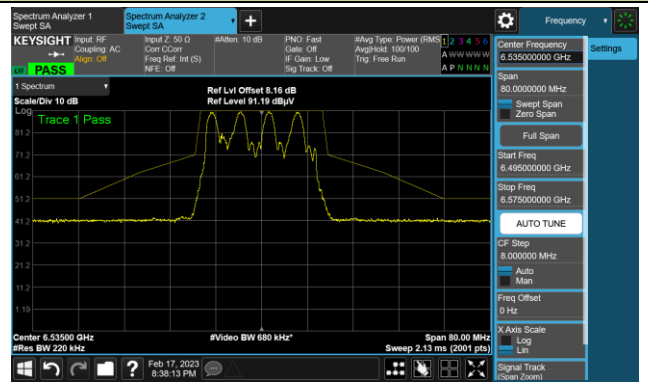 Spectrum Analyzer 1
Swept SA
Spectrum Analyzer 2
Swept SA
+
Frequency
KEYSIGHT
Input: RF
Coupling: AC
Align: Off
Input Z: 50 Ω
Corr CCorr
Freq Ref: Int (S)
NFE: Off
#Atten: 10 dB
PNO: Fast
Gate: Off
IF Gain: Low
Sig Track: Off
#Avg Type: Power (RMS
Avg|Hold: 100/100
Trig: Free Run
1 2 3 4 5 6
A W W W W W
A P N N N N
LXI PASS
Center Frequency
6.535000000 GHz
Settings
Span
80.0000000 MHz
Swept Span
Zero Span
Full Span
Start Freq
6.495000000 GHz
Stop Freq
6.575000000 GHz
AUTO TUNE
CF Step
8.000000 MHz
Auto
Man
Freq Offset
0 Hz
X Axis Scale
Log
Lin
Signal Track
(Span Zoom)
1 Spectrum
Scale/Div 10 dB
Ref Lvl Offset 8.16 dB
Ref Level 91.19 dBµV
Log
Trace 1 Pass
81.2
71.2
61.2
51.2
41.2
31.2
21.2
11.2
1.19
Center 6.53500 GHz
#Res BW 220 kHz
#Video BW 680 kHz*
Span 80.00 MHz
Sweep 2.13 ms (2001 pts)
?
Feb 17, 2023
8:38:13 PM